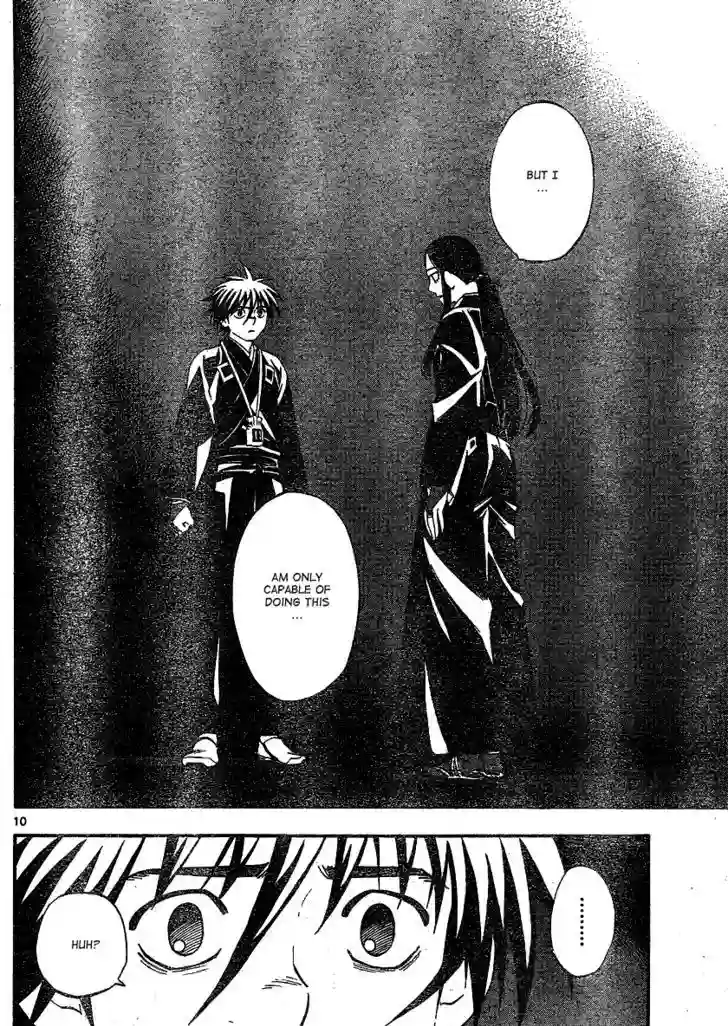 BUT I
...
AM ONLY
CAPABLE OF
DOING THIS
...
10
.........
HUH?